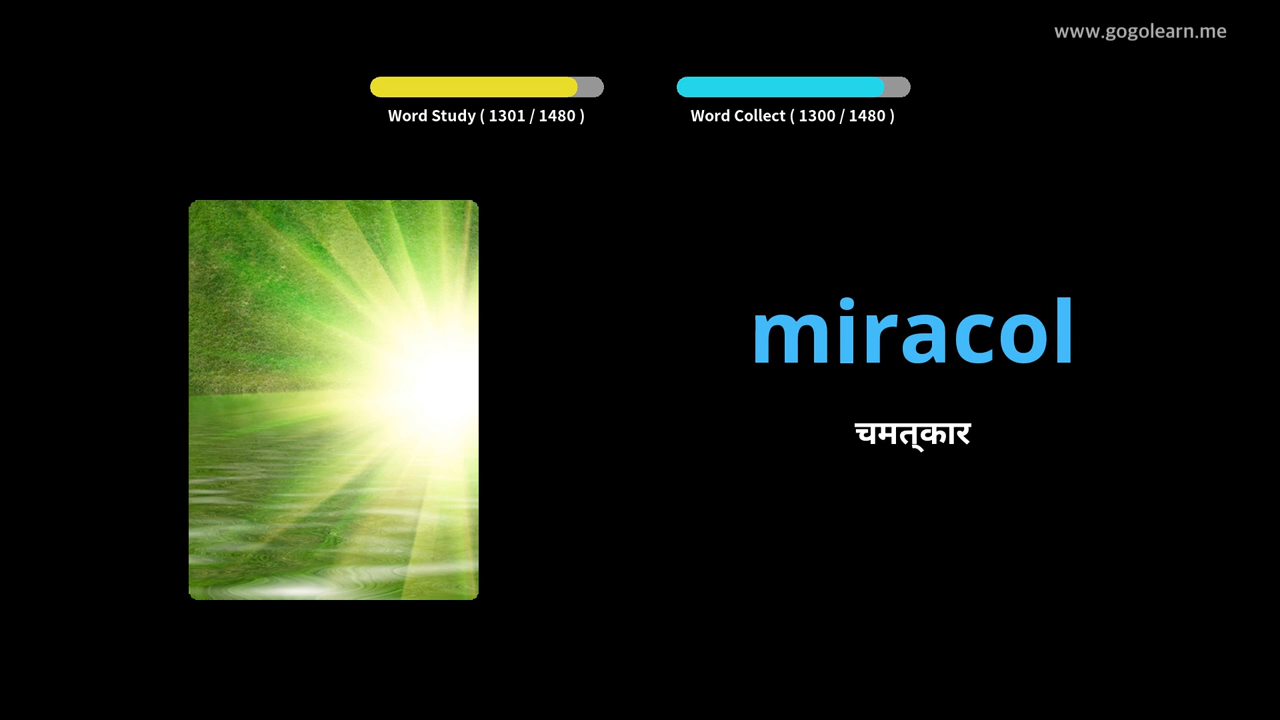 www.gogolearn.me
Word Study ( 1301 / 1480 )
Word Collect ( 1300 / 1480 )
miracol
चमत्कार